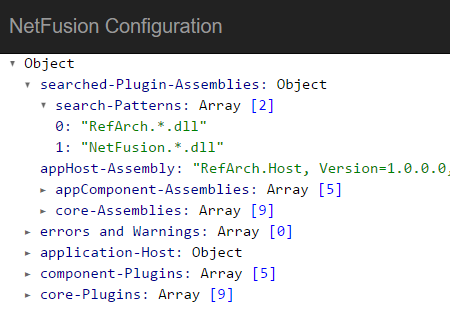 NetFusion Configuration
Object
searched-Plugin-Assemblies: Object
search-Patterns: Array [2]
0: "RefArch.*.dll"
1: "NetFusion.*.dll"
appHost-Assembly: "RefArch.Host, Version=1.0.0.0,
appComponent-Assemblies: Array [5]
core-Assemblies: Array [9]
errors and Warnings: Array [0]
application-Host: Object
component-Plugins: Array [5]
core-Plugins: Array [9]